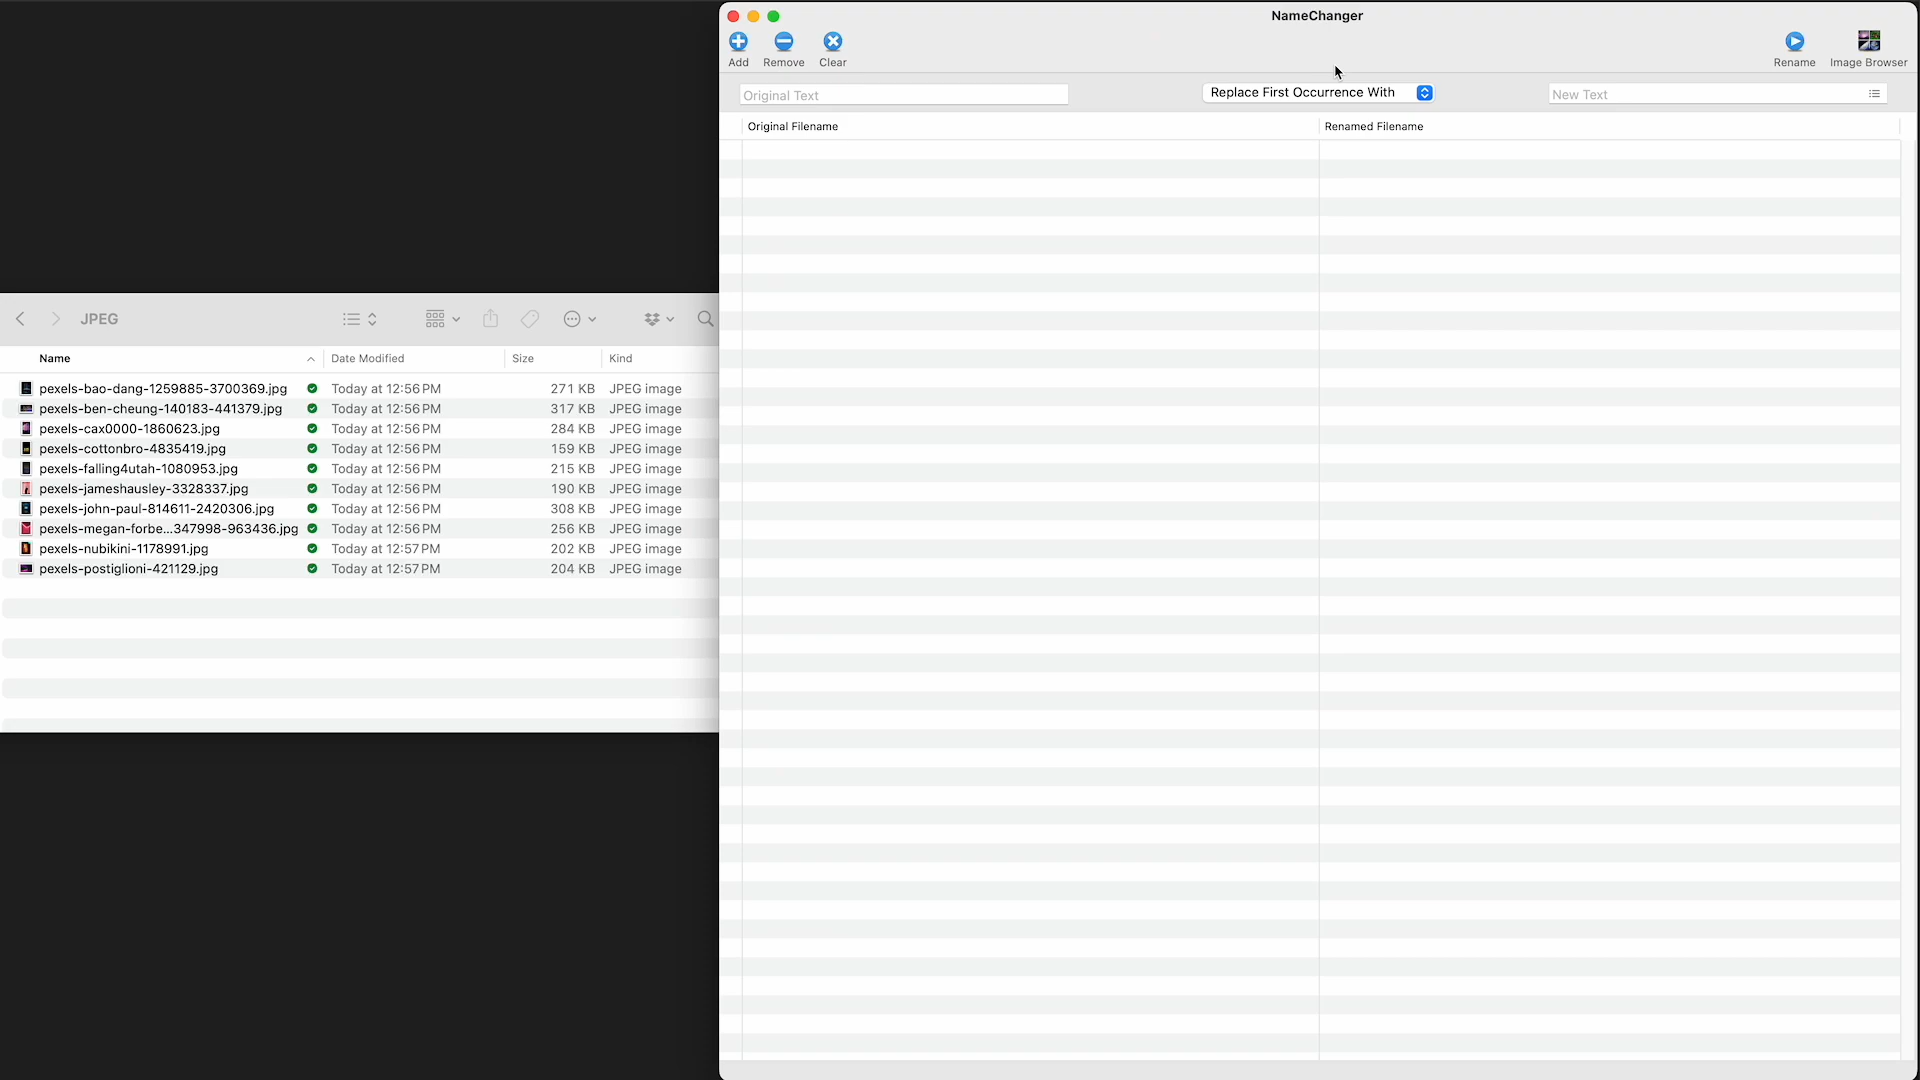 NameChanger
Add Remove Clear Rename Image Browser
Original Text Replace First Occurrence With New Text
Original Filename Renamed Filename
JPEG
Name Date Modified Size Kind
pexels-bao-dang-1259885-3700369.jpg Today at 12:56 PM 271 KB JPEG image
pexels-ben-cheung-140183-441379.jpg Today at 12:56 PM 317 KB JPEG image
pexels-cax0000-1860623.jpg Today at 12:56 PM 284 KB JPEG image
pexels-cottonbro-4835419.jpg Today at 12:56 PM 159 KB JPEG image
pexels-falling4utah-1080953.jpg Today at 12:56 PM 215 KB JPEG image
pexels-jameshausley-3328337.jpg Today at 12:56 PM 190 KB JPEG image
pexels-john-paul-814611-2420306.jpg Today at 12:56 PM 308 KB JPEG image
pexels-megan-forbe...347998-963436.jpg Today at 12:56 PM 256 KB JPEG image
pexels-nubikini-1178991.jpg Today at 12:57 PM 202 KB JPEG image
pexels-postiglioni-421129.jpg Today at 12:57 PM 204 KB JPEG image